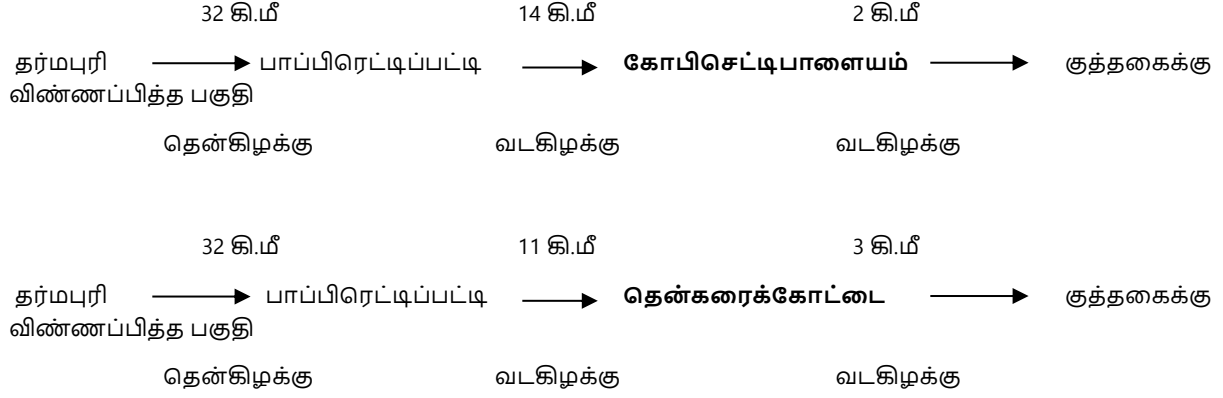 32 கி.மீ 14 கி.மீ 2 கி.மீ
தர்மபுரி பாப்பிரெட்டிப்பட்டி கோபிசெட்டிபாளையம் குத்தகைக்கு
விண்ணப்பித்த பகுதி
தென்கிழக்கு வடகிழக்கு வடகிழக்கு
32 கி.மீ 11 கி.மீ 3 கி.மீ
தர்மபுரி பாப்பிரெட்டிப்பட்டி தென்கரைக்கோட்டை குத்தகைக்கு
விண்ணப்பித்த பகுதி
தென்கிழக்கு வடகிழக்கு வடகிழக்கு